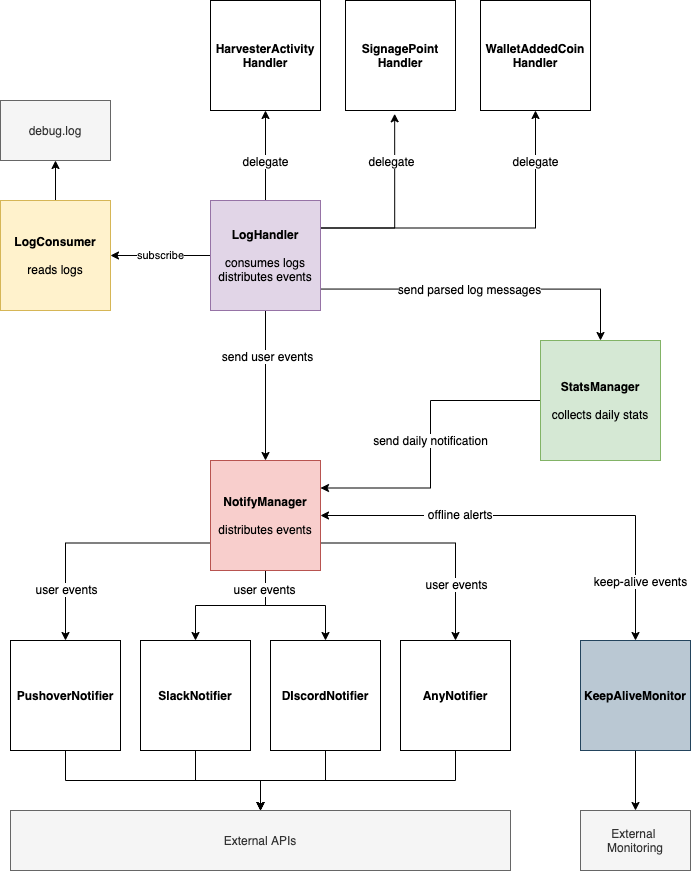 HarvesterActivity
Handler
SignagePoint
Handler
WalletAddedCoin
Handler
debug.log
delegate
delegate
delegate
LogConsumer
reads logs
subscribe
LogHandler
consumes logs
distributes events
send parsed log messages
send user events
StatsManager
collects daily stats
send daily notification
NotifyManager
distributes events
offline alerts
keep-alive events
user events
user events
user events
PushoverNotifier
SlackNotifier
DIscordNotifier
AnyNotifier
KeepAliveMonitor
External APIs
External
Monitoring